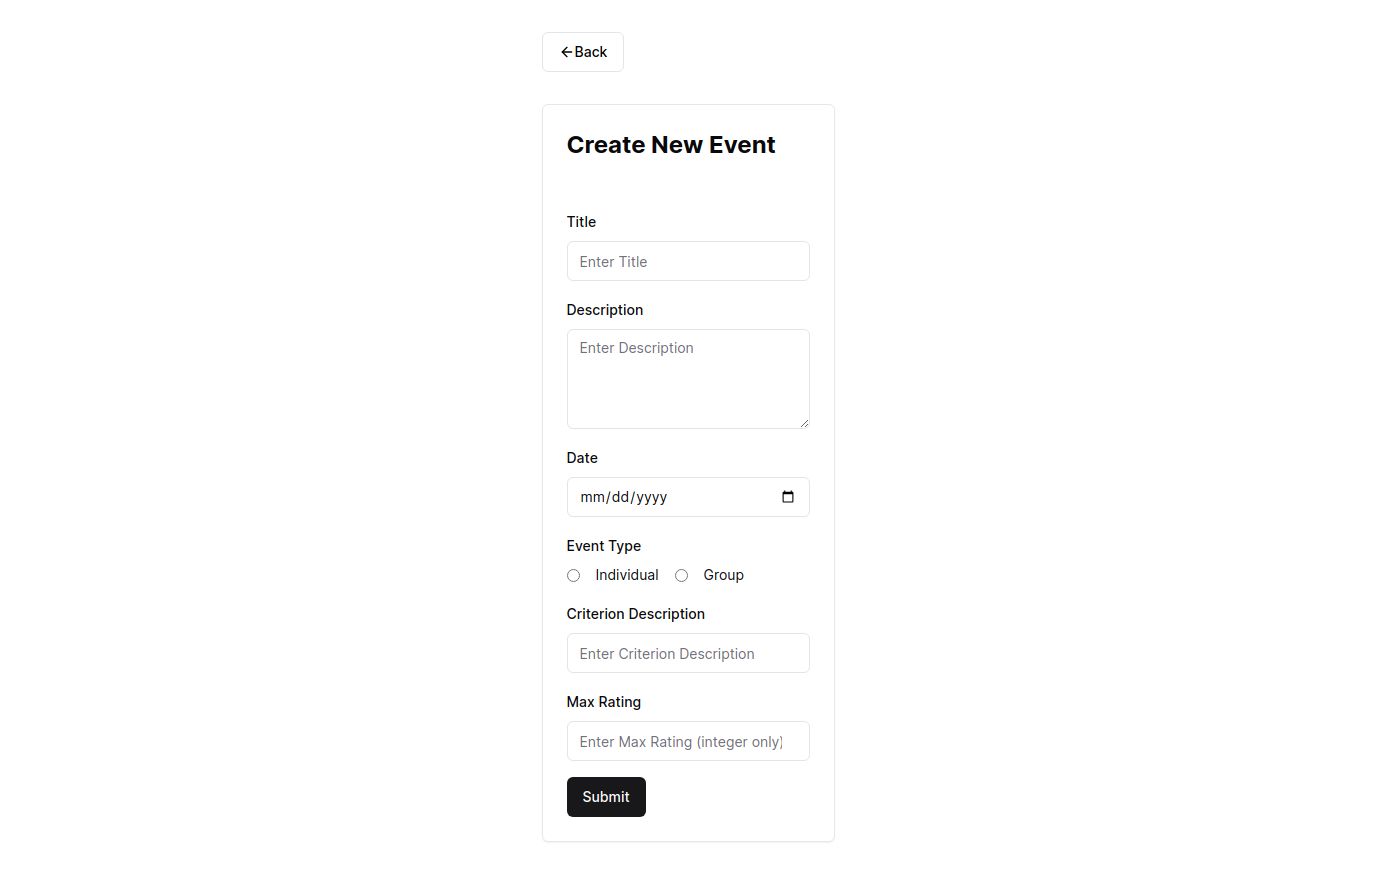 Back
Create New Event
Title
Enter Title
Description
Enter Description
Date
mm/dd/yyyy
Event Type
Individual Group
Criterion Description
Enter Criterion Description
Max Rating
Enter Max Rating (integer only)
Submit